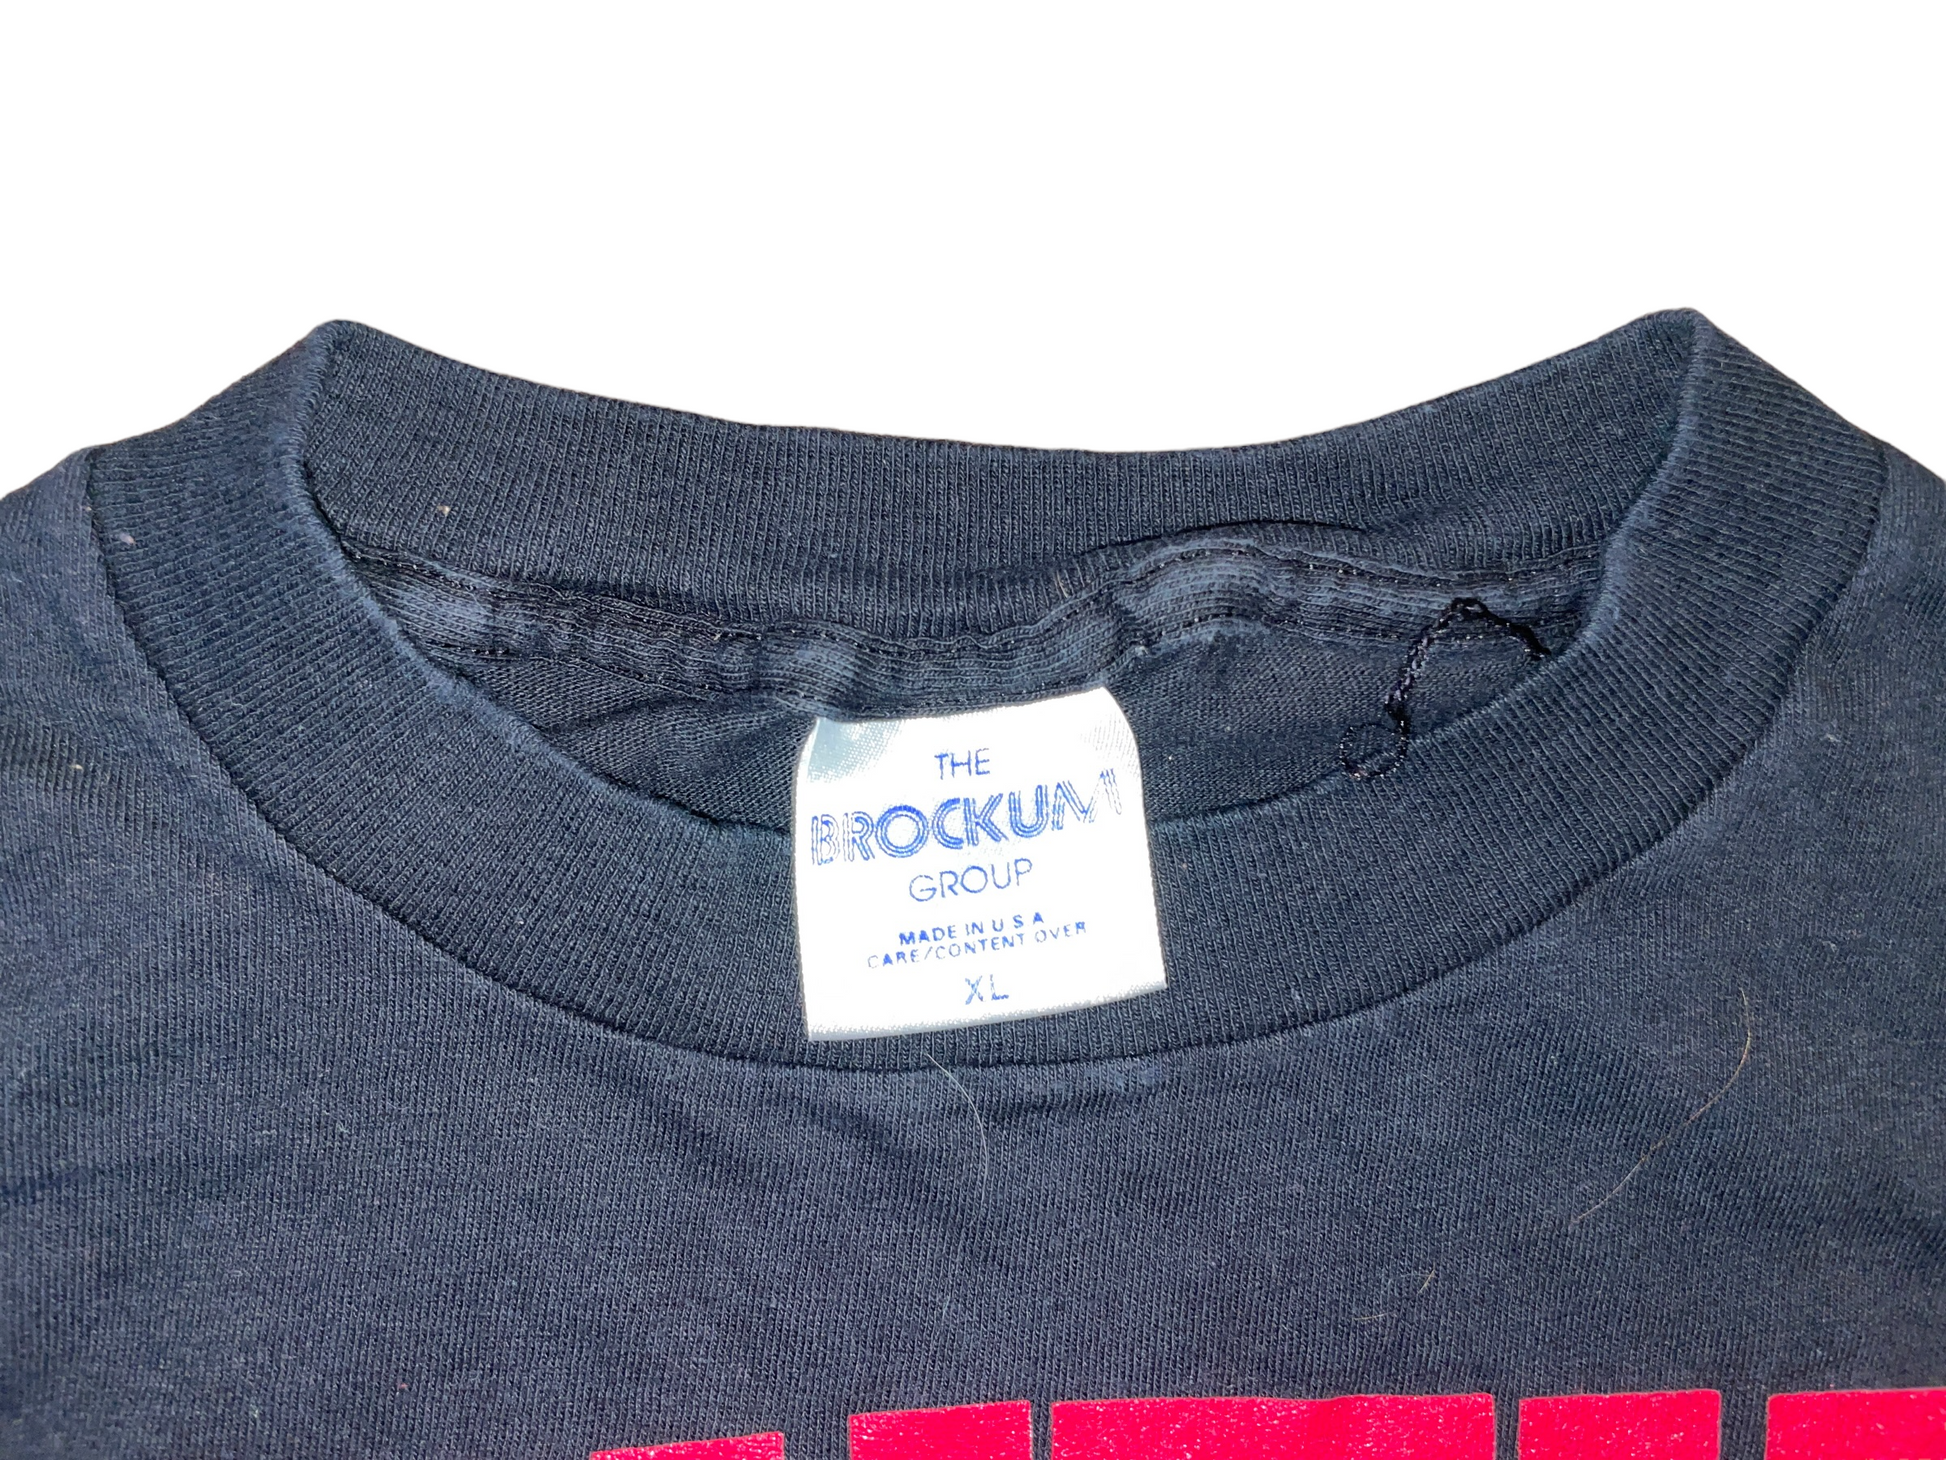 THE
BROCKUM
GROUP
MADE IN U S A
CARE/CONTENT OVER
XL